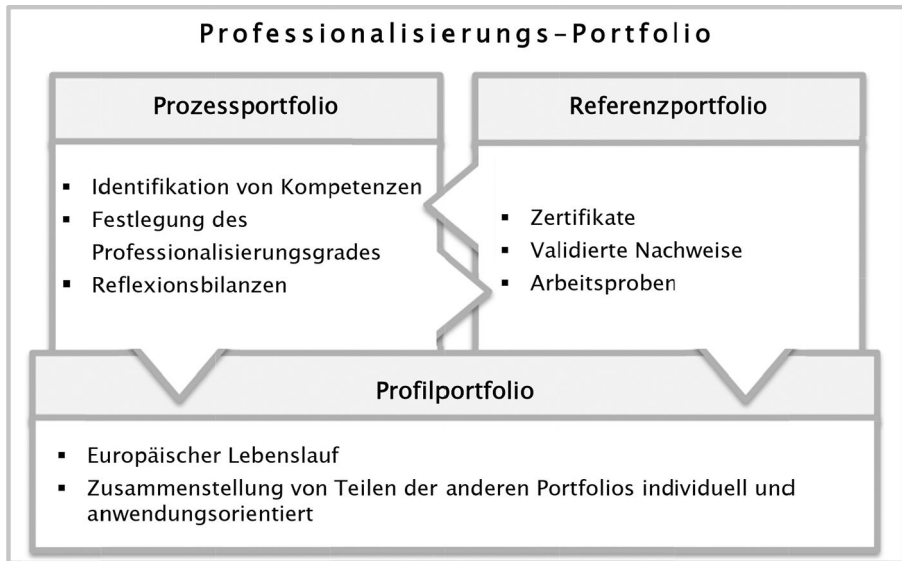 Professionalisierungs-Portfolio
Prozessportfolio
▪ Identifikation von Kompetenzen
▪ Festlegung des
Professionalisierungsgrades
▪ Reflexionsbilanzen
Referenzportfolio
▪ Zertifikate
▪ Validierte Nachweise
▪ Arbeitsproben
Profilportfolio
▪ Europäischer Lebenslauf
▪ Zusammenstellung von Teilen der anderen Portfolios individuell und
anwendungsorientiert